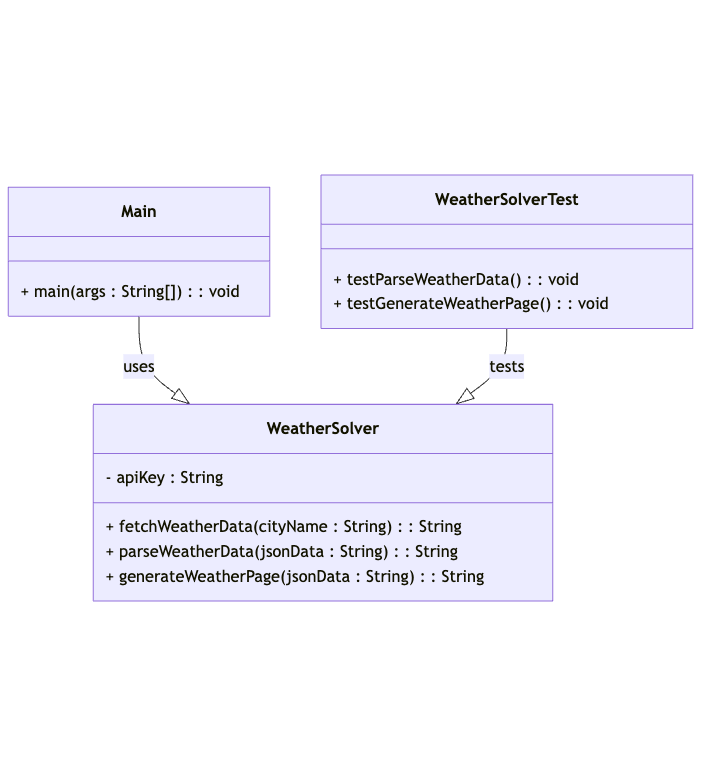 Main
+ main(args : String[]) : : void
WeatherSolverTest
+ testParseWeatherData() : : void
+ testGenerateWeatherPage() : : void
uses
tests
WeatherSolver
- apiKey : String
+ fetchWeatherData(cityName : String) : : String
+ parseWeatherData(jsonData : String) : : String
+ generateWeatherPage(jsonData : String) : : String